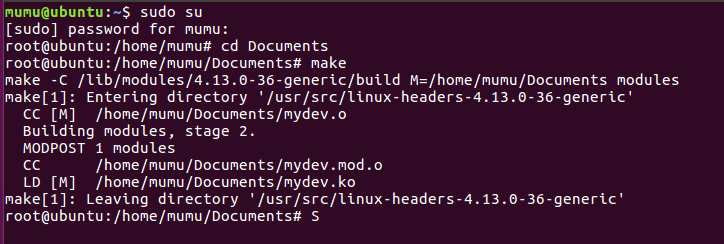 mumu@ubuntu:~$ sudo su
[sudo] password for mumu:
root@ubuntu:/home/mumu# cd Documents
root@ubuntu:/home/mumu/Documents# make
make -C /lib/modules/4.13.0-36-generic/build M=/home/mumu/Documents modules
make[1]: Entering directory '/usr/src/linux-headers-4.13.0-36-generic'
  CC [M]  /home/mumu/Documents/mydev.o
  Building modules, stage 2.
  MODPOST 1 modules
  CC      /home/mumu/Documents/mydev.mod.o
  LD [M]  /home/mumu/Documents/mydev.ko
make[1]: Leaving directory '/usr/src/linux-headers-4.13.0-36-generic'
root@ubuntu:/home/mumu/Documents# S